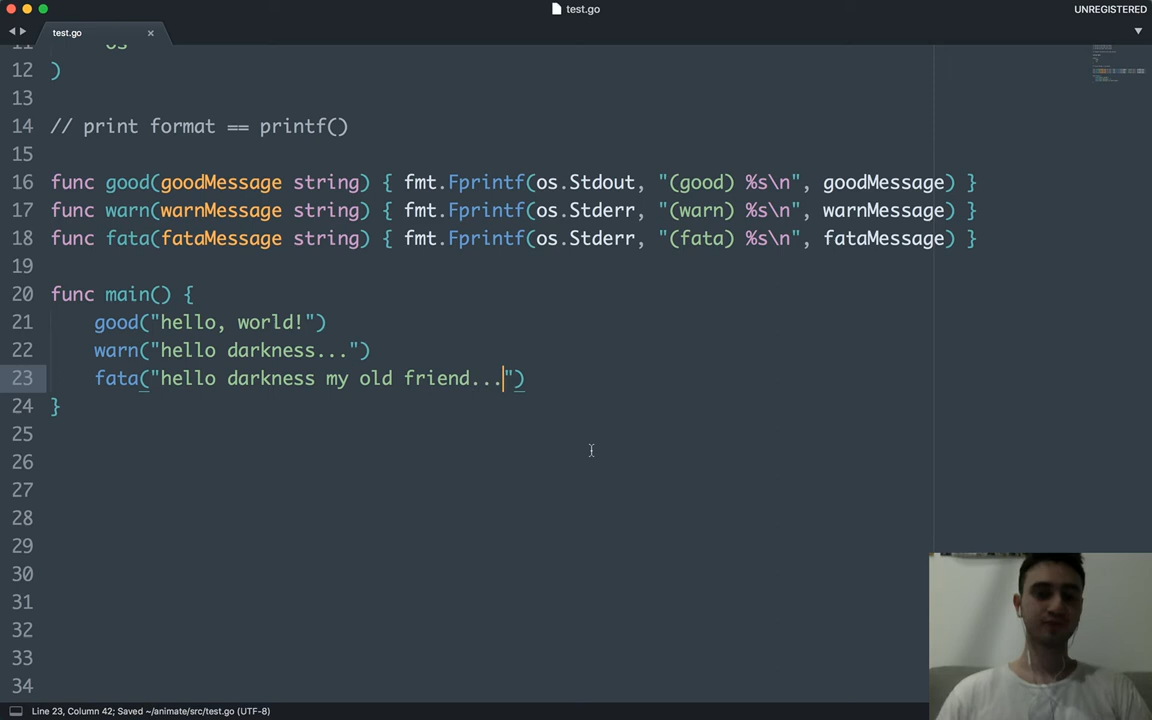 test.go
UNREGISTERED
test.go
11 "os"
12 )
13
14 // print format == printf()
15
16 func good(goodMessage string) { fmt.Fprintf(os.Stdout, "(good) %s\n", goodMessage) }
17 func warn(warnMessage string) { fmt.Fprintf(os.Stderr, "(warn) %s\n", warnMessage) }
18 func fata(fataMessage string) { fmt.Fprintf(os.Stderr, "(fata) %s\n", fataMessage) }
19
20 func main() {
21 good("hello, world!")
22 warn("hello darkness...")
23 fata("hello darkness my old friend...")
24 }
25
26
27
28
29
30
31
32
33
34
Line 23, Column 42; Saved ~/animate/src/test.go (UTF-8)